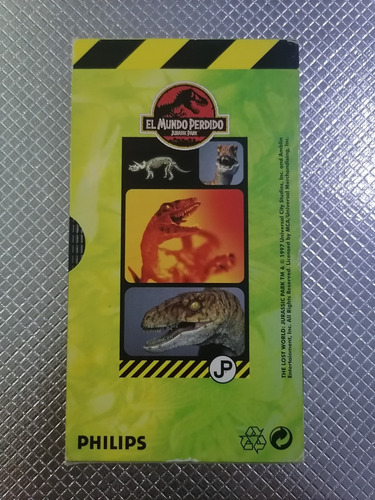 EL MUNDO PERDIDO
JURASSIC PARK
THE LOST WORLD: JURASSIC PARK TM & © 1997 Universal City Studios, Inc. and Amblin
Entertainment, Inc. All Rights Reserved. Licensed by MCA/Universal Merchandising, Inc.
JP
PHILIPS